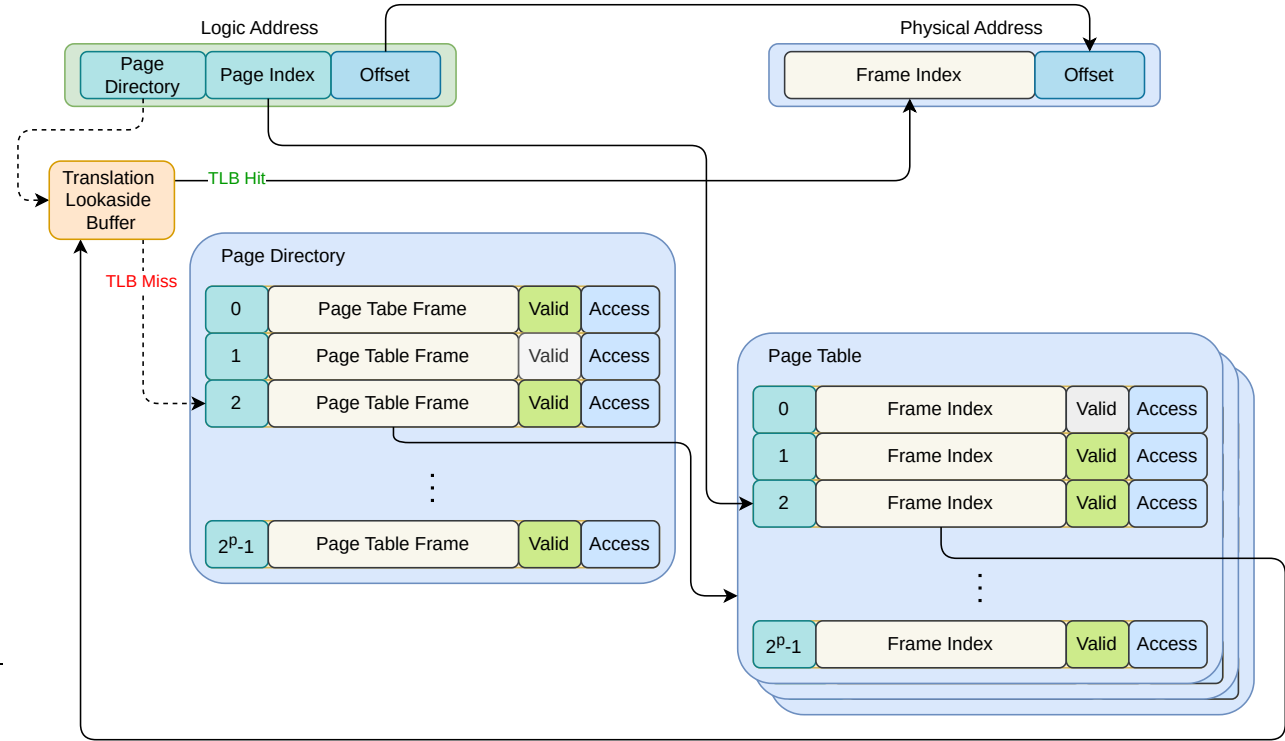 Logic Address
Physical Address
Page
Directory
Page Index
Offset
Frame Index
Offset
Translation
Lookaside
Buffer
TLB Hit
TLB Miss
Page Directory
0 Page Tabe Frame Valid Access
1 Page Table Frame Valid Access
2 Page Table Frame Valid Access
⋮
2ᵖ-1 Page Table Frame Valid Access
Page Table
0 Frame Index Valid Access
1 Frame Index Valid Access
2 Frame Index Valid Access
⋮
2ᵖ-1 Frame Index Valid Access